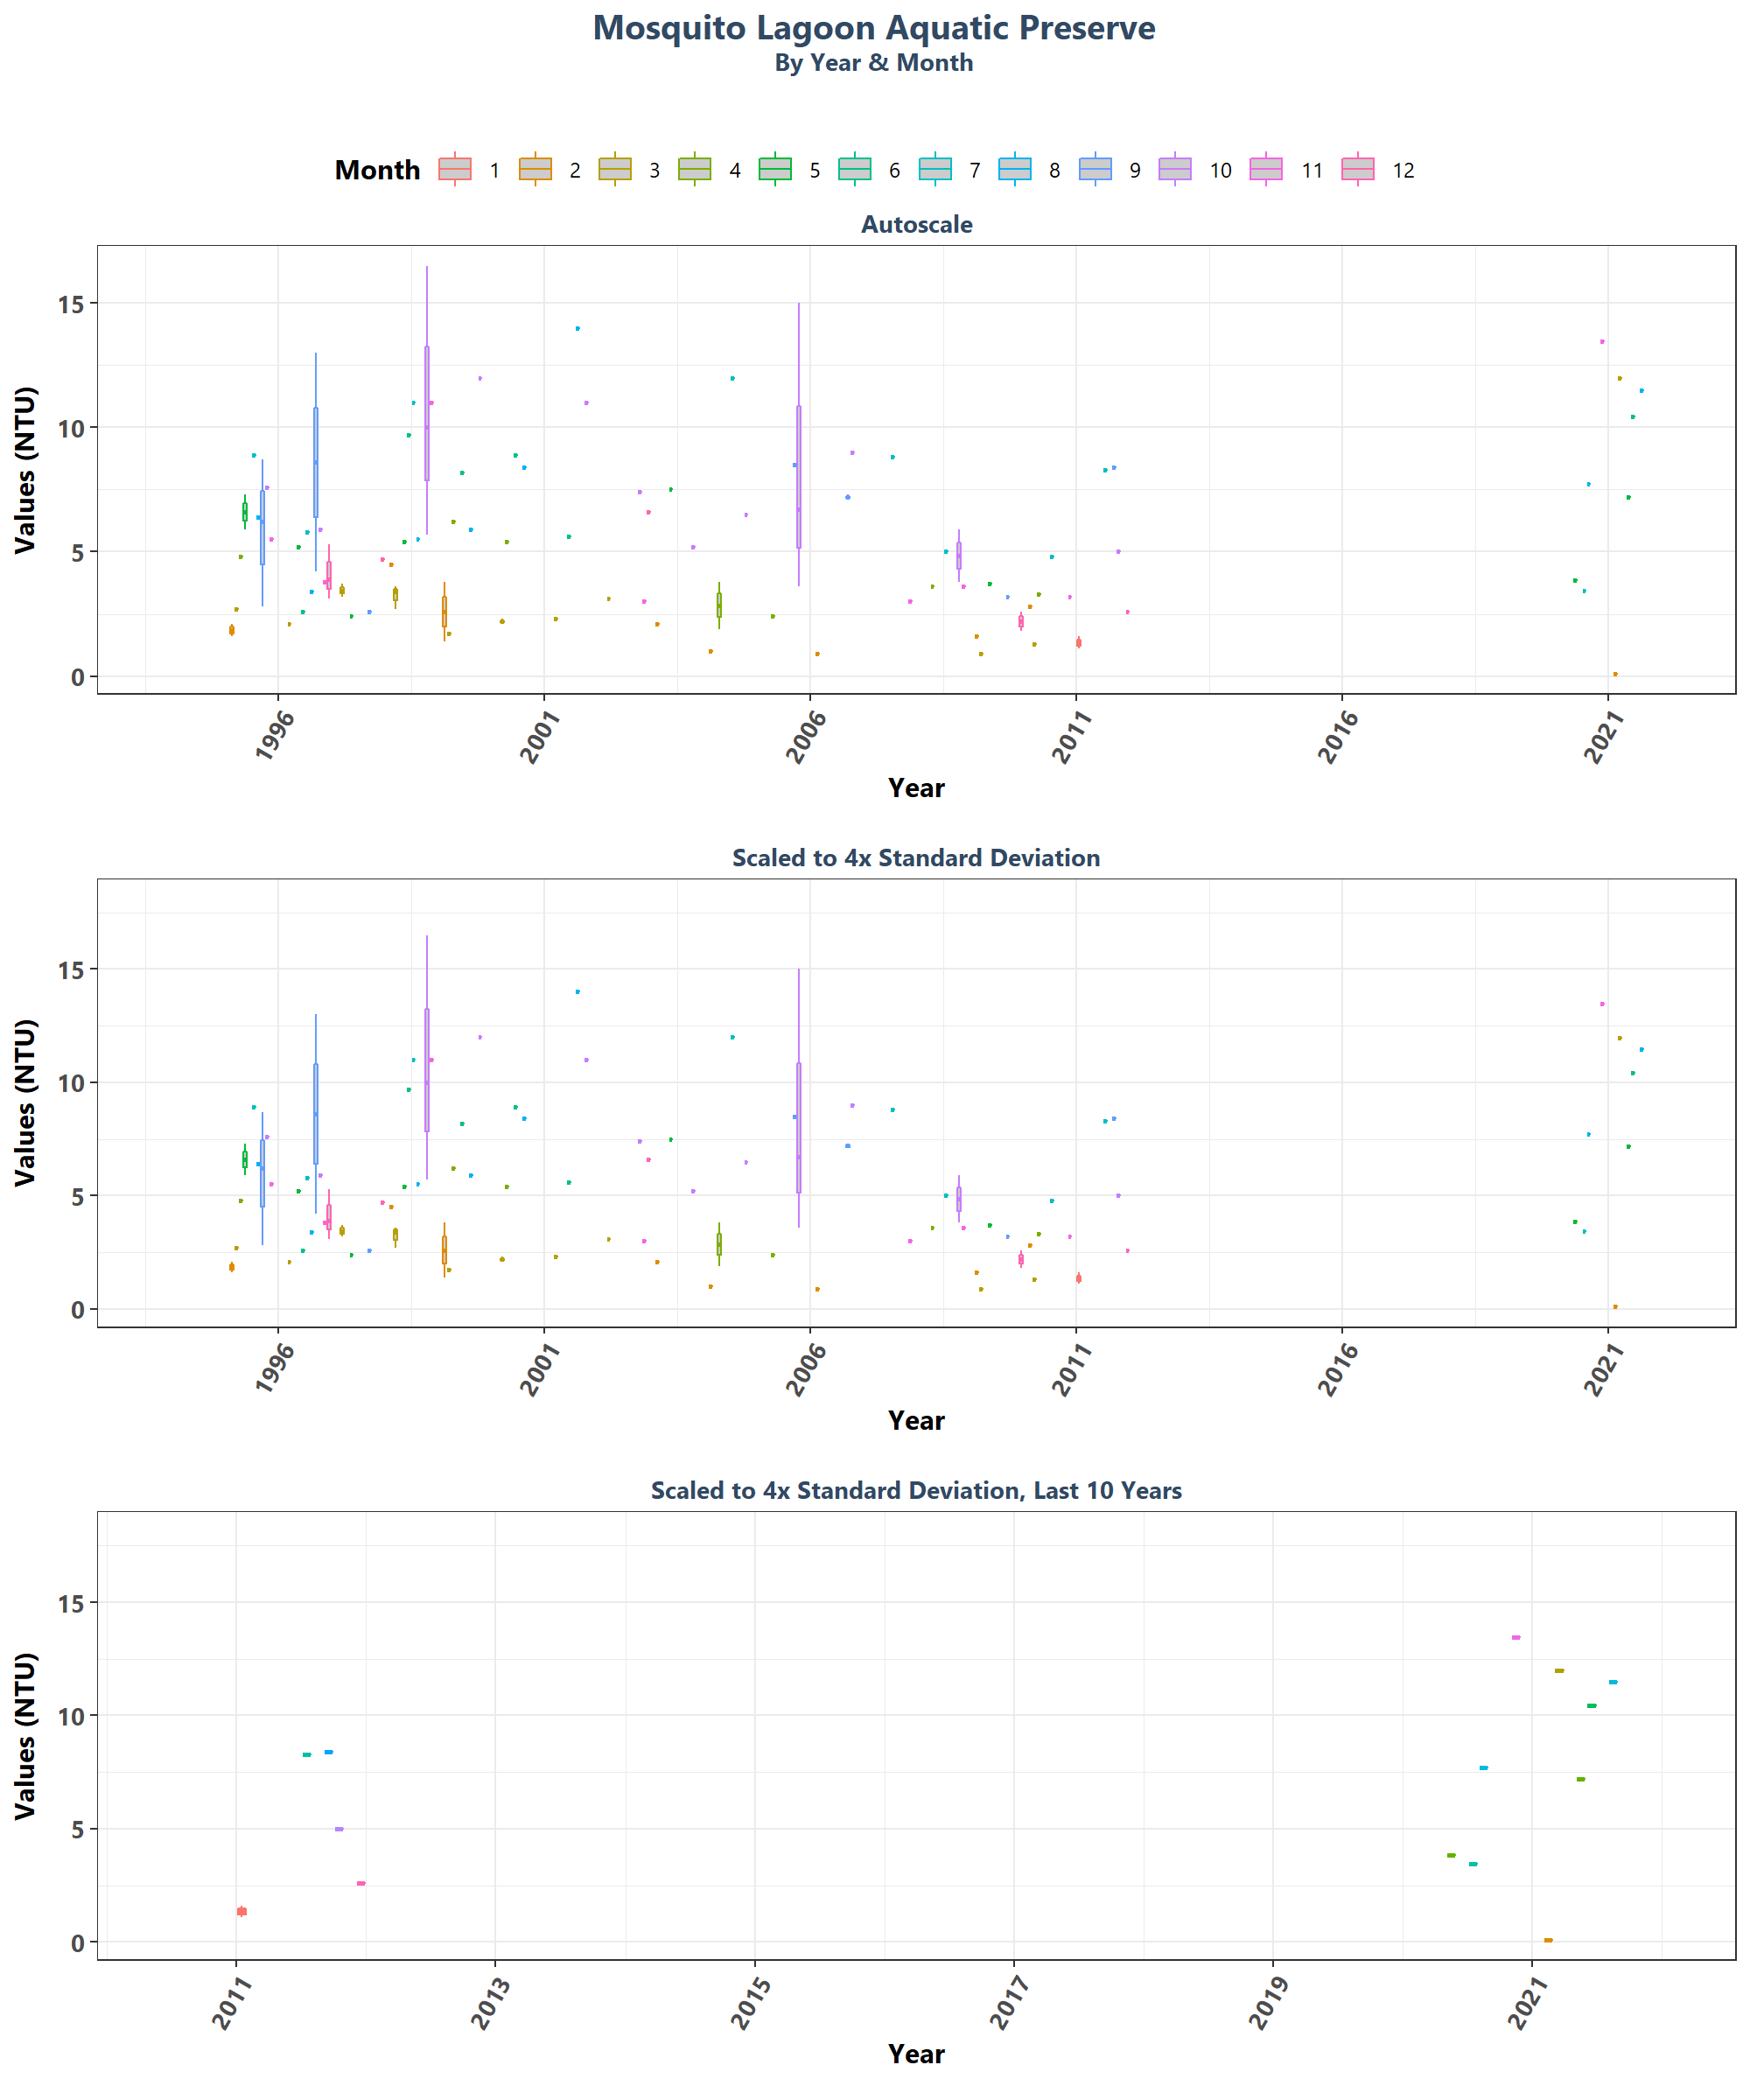 Mosquito Lagoon Aquatic Preserve
By Year & Month
Month 1 2 3 4 5 6 7 8 9 10 11 12
Autoscale
Values (NTU)
15
10
5
0
1996 2001 2006 2011 2016 2021
Year
Scaled to 4x Standard Deviation
Values (NTU)
15
10
5
0
1996 2001 2006 2011 2016 2021
Year
Scaled to 4x Standard Deviation, Last 10 Years
Values (NTU)
15
10
5
0
2011 2013 2015 2017 2019 2021
Year